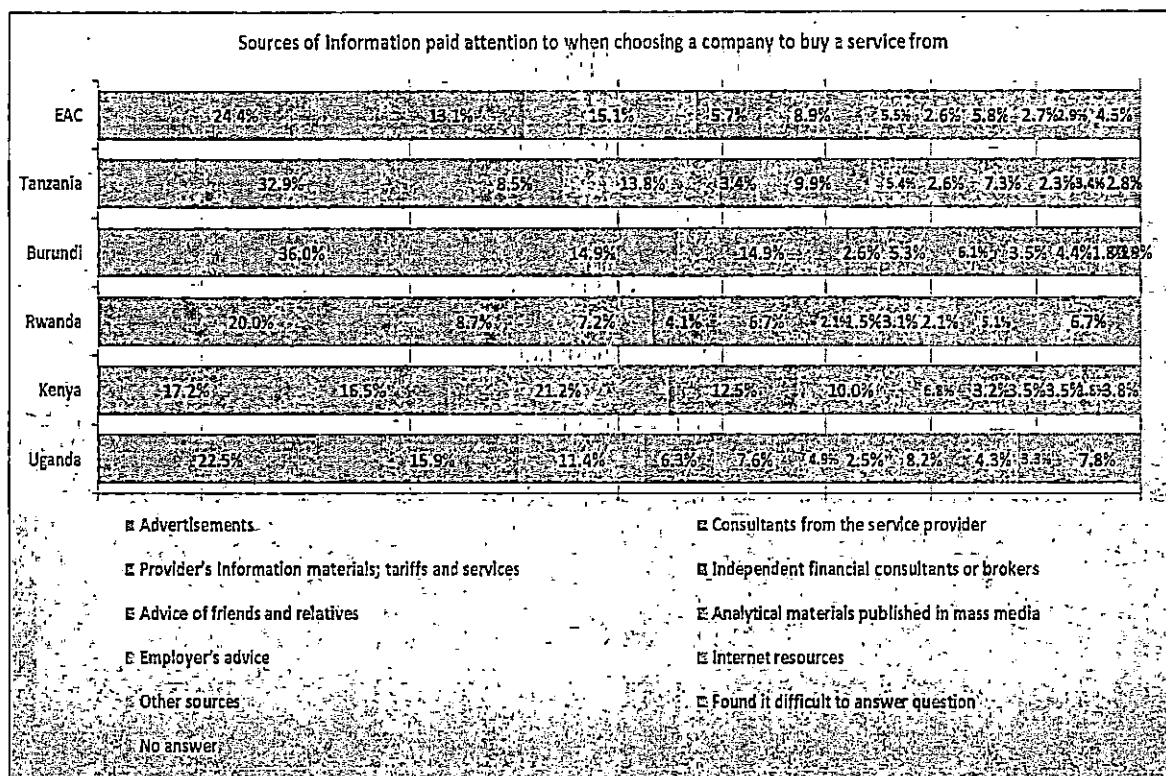 Sources of information paid attention to when choosing a company to buy a service from
EAC 24.4% 13.1% 15.1% 5.7% 8.9% 5.5% 2.6% 5.8% 2.7% 2.9% 4.5%
Tanzania 32.9% 8.5% 13.8% 3.4% 9.9% 5.4% 2.6% 7.3% 2.3% 3.4% 2.8%
Burundi 36.0% 14.9% 14.9% 2.6% 5.3% 6.1% 3.5% 4.4% 1.8%
Rwanda 20.0% 8.7% 7.2% 4.1% 6.7% 2.1% 1.5% 3.1% 2.1% 5.1% 6.7%
Kenya 17.2% 16.5% 21.2% 12.5% 10.0% 6.8% 3.2% 3.5% 3.5% 3.8%
Uganda 22.5% 15.9% 11.4% 6.3% 7.6% 4.9% 2.5% 8.2% 4.3% 3.3% 7.8%
Advertisements Consultants from the service provider
Provider's information materials; tariffs and services Independent financial consultants or brokers
Advice of friends and relatives Analytical materials published in mass media
Employer's advice Internet resources
Other sources Found it difficult to answer question
No answer